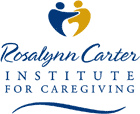 Rosalynn Carter
INSTITUTE
FOR CAREGIVING